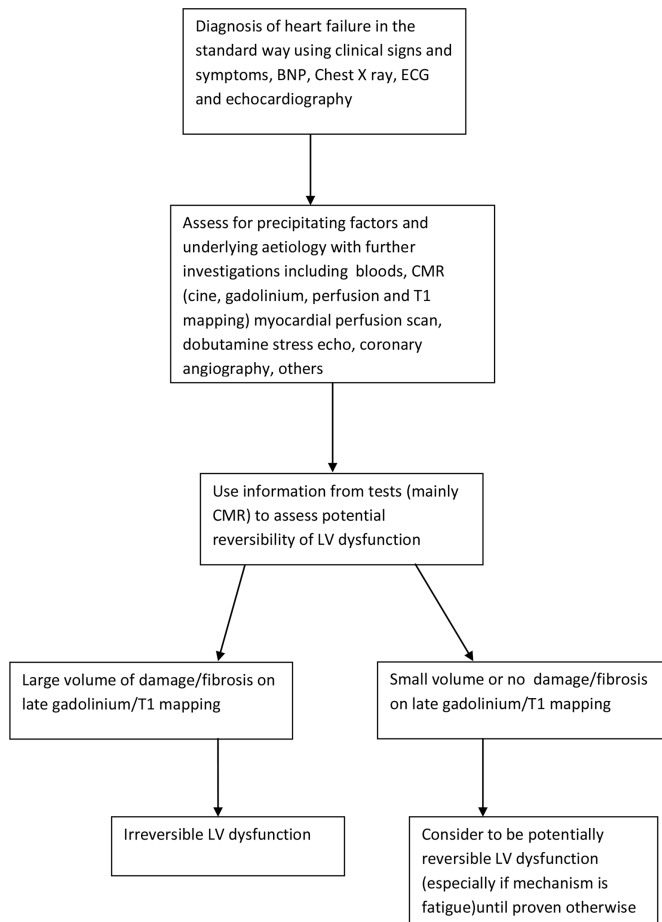 Diagnosis of heart failure in the
standard way using clinical signs and
symptoms, BNP, Chest X ray, ECG
and echocardiography
Assess for precipitating factors and
underlying aetiology with further
investigations including bloods, CMR
(cine, gadolinium, perfusion and T1
mapping) myocardial perfusion scan,
dobutamine stress echo, coronary
angiography, others
Use information from tests (mainly
CMR) to assess potential
reversibility of LV dysfunction
Large volume of damage/fibrosis on
late gadolinium/T1 mapping
Small volume or no damage/fibrosis
on late gadolinium/T1 mapping
Irreversible LV dysfunction
Consider to be potentially
reversible LV dysfunction
(especially if mechanism is
fatigue)until proven otherwise